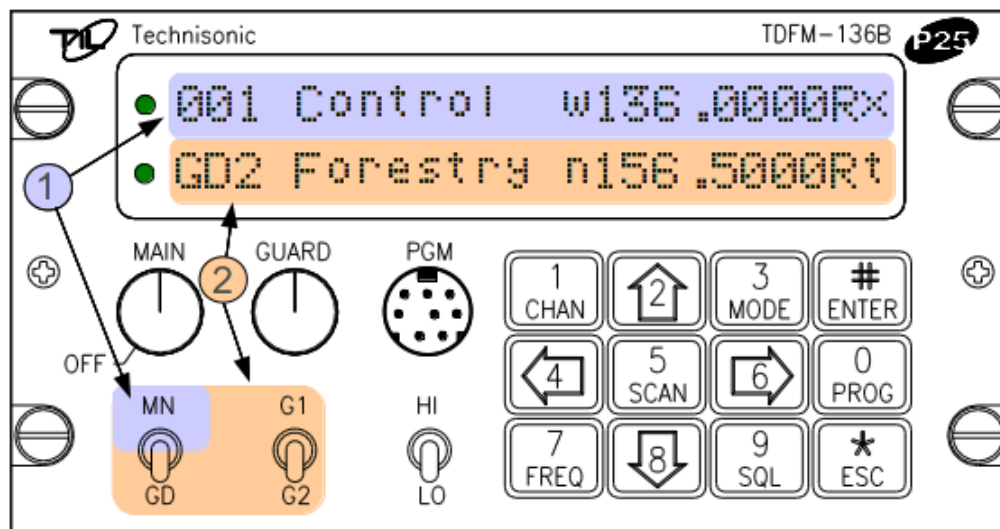 TiL Technisonic TDFM-136B P25
001 Control w136.0000Rx
GD2 Forestry n156.5000Rt
1
MAIN GUARD PGM
2
OFF
MN G1 HI
GD G2 LO
1 2 3 #
CHAN MODE ENTER
4 5 6 0
SCAN PROG
7 8 9 *
FREQ SQL ESC